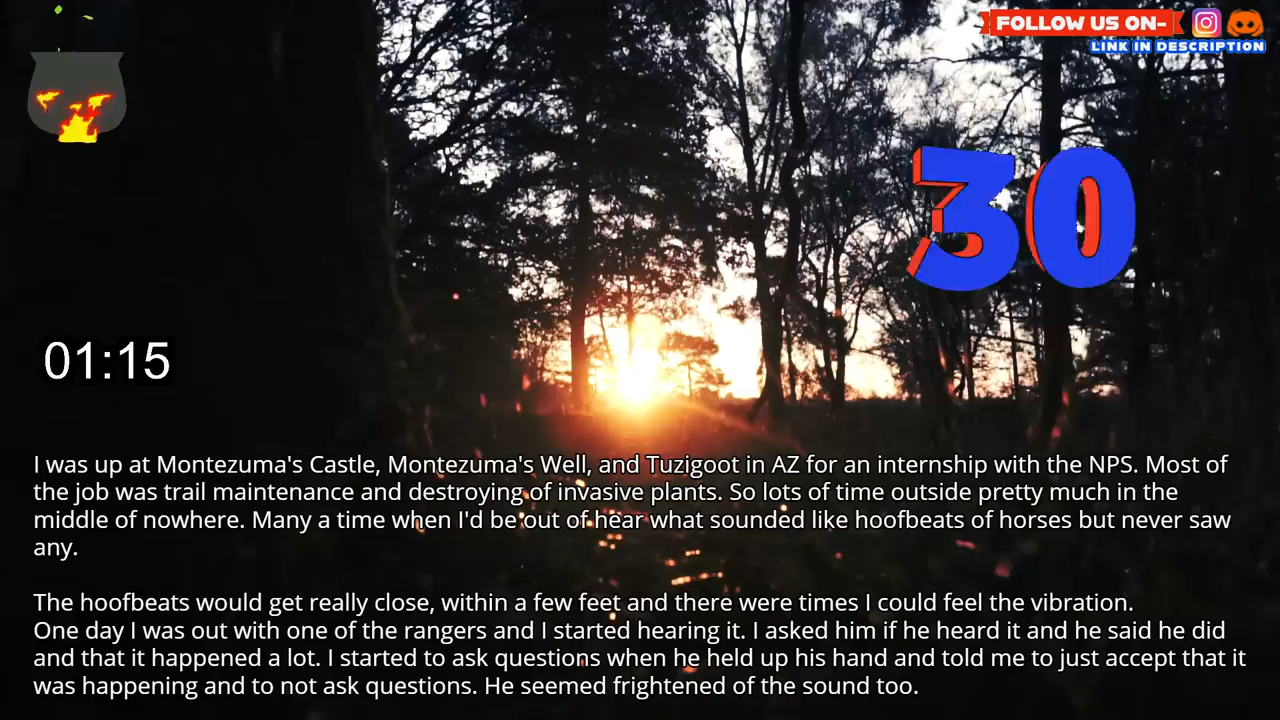 FOLLOW US ON-
LINK IN DESCRIPTION
30
01:15
I was up at Montezuma's Castle, Montezuma's Well, and Tuzigoot in AZ for an internship with the NPS. Most of
the job was trail maintenance and destroying of invasive plants. So lots of time outside pretty much in the
middle of nowhere. Many a time when I'd be out of hear what sounded like hoofbeats of horses but never saw
any.
The hoofbeats would get really close, within a few feet and there were times I could feel the vibration.
One day I was out with one of the rangers and I started hearing it. I asked him if he heard it and he said he did
and that it happened a lot. I started to ask questions when he held up his hand and told me to just accept that it
was happening and to not ask questions. He seemed frightened of the sound too.